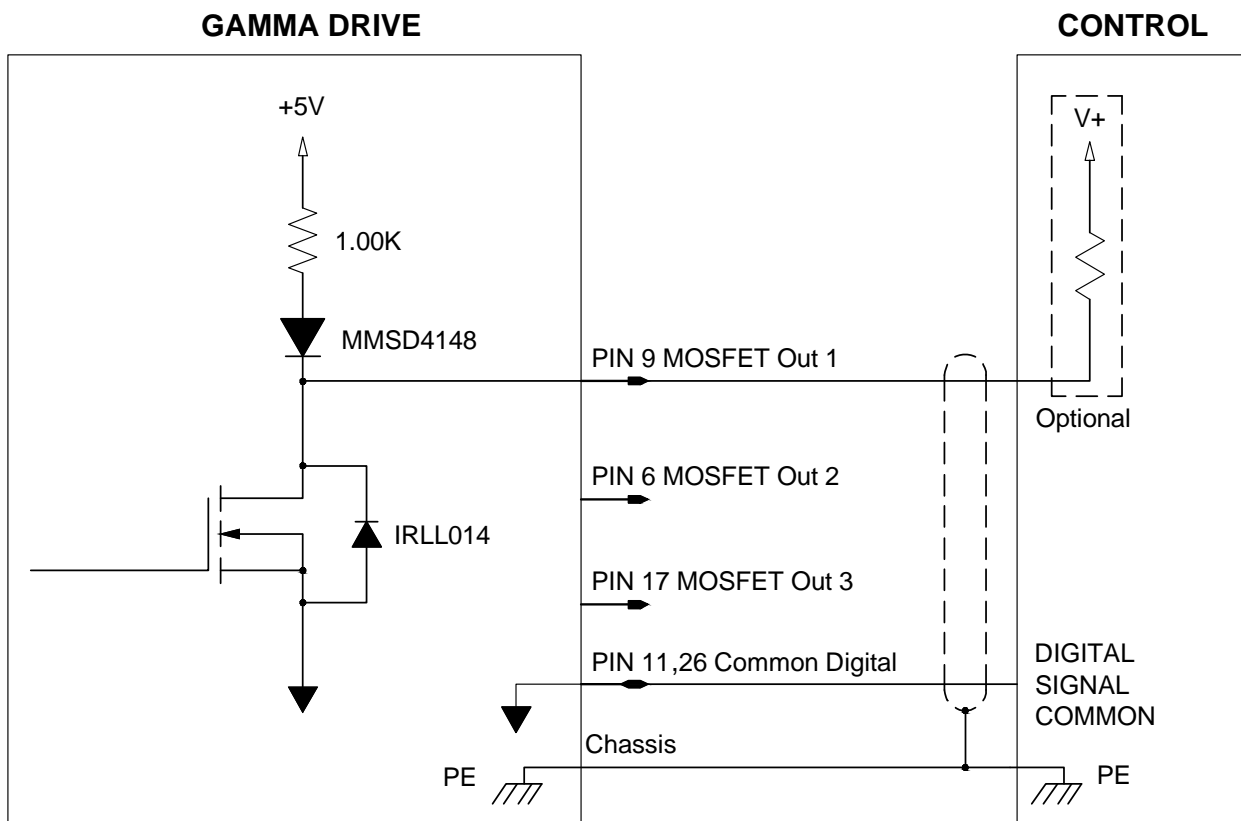 GAMMA DRIVE
CONTROL
+5V
V+
1.00K
MMSD4148
PIN 9 MOSFET Out 1
Optional
PIN 6 MOSFET Out 2
IRLL014
PIN 17 MOSFET Out 3
PIN 11,26 Common Digital
DIGITAL
SIGNAL
COMMON
Chassis
PE
PE